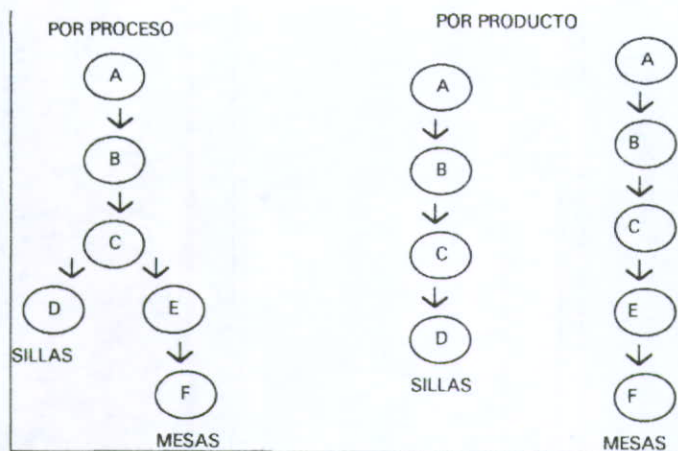 POR PROCESO
A
B
C
D
E
SILLAS
F
MESAS
POR PRODUCTO
A
B
C
D
SILLAS
A
B
C
E
F
MESAS